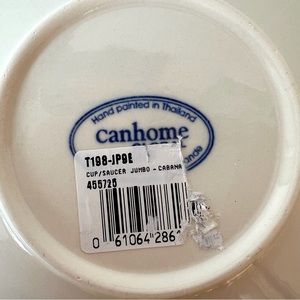 Hand painted in Thailand
canhome
T198-JP9E
CUP/SAUCER JUMBO - CABANA
455725
0 61064 286